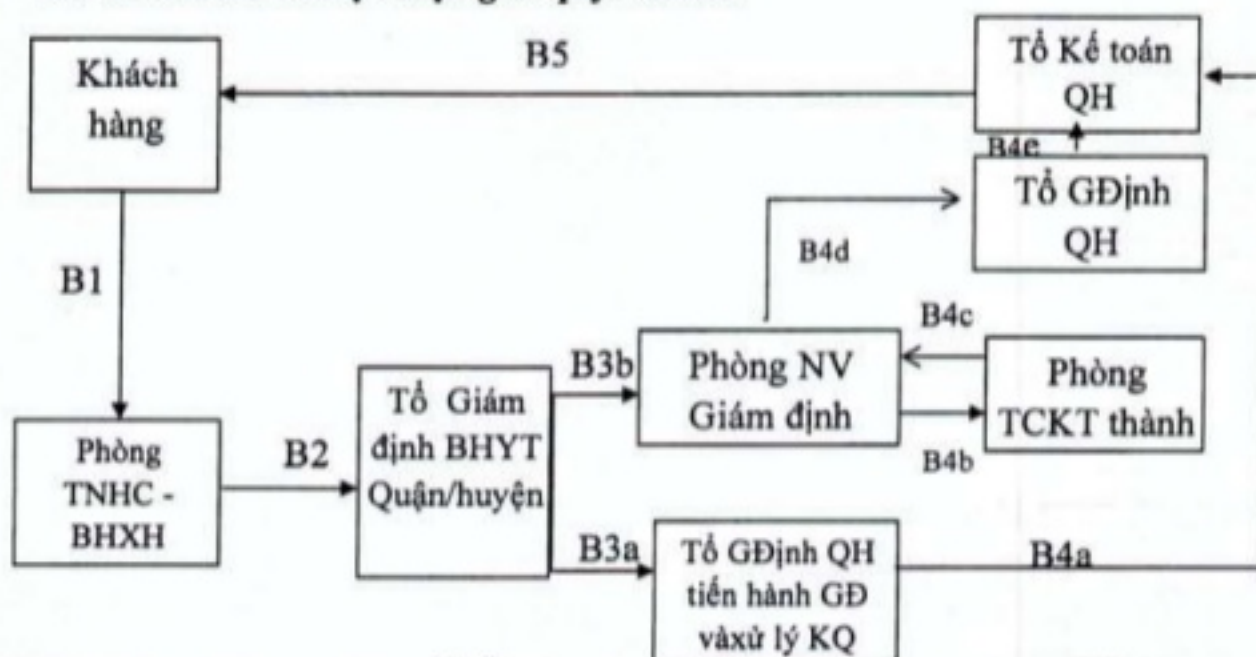 B5
Khách
hàng
Tổ Kế toán
QH
B4e
Tổ GĐịnh
QH
B4d
B1
B4c
B3b
Phòng NV
Giám định
Phòng
TCKT thành
Tổ Giám
định BHYT
Quận/huyện
B2
B4b
Phòng
TNHC -
BHXH
B3a
Tổ GĐịnh QH
tiến hành GĐ
vàxử lý KQ
B4a